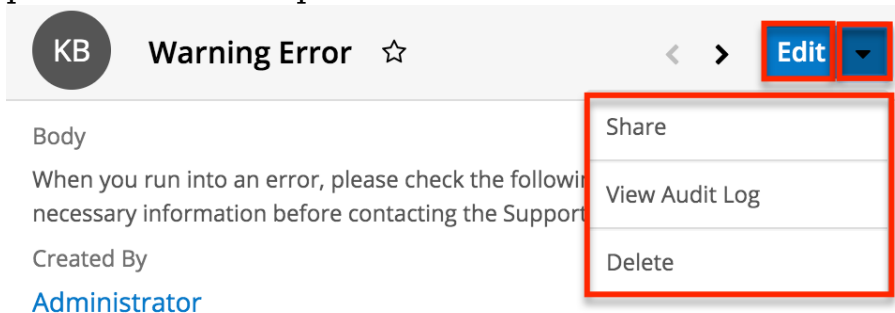 KB Warning Error Edit
Share
Body
When you run into an error, please check the
View Audit Log
necessary information before contacting the Support
Created By
Delete
Administrator